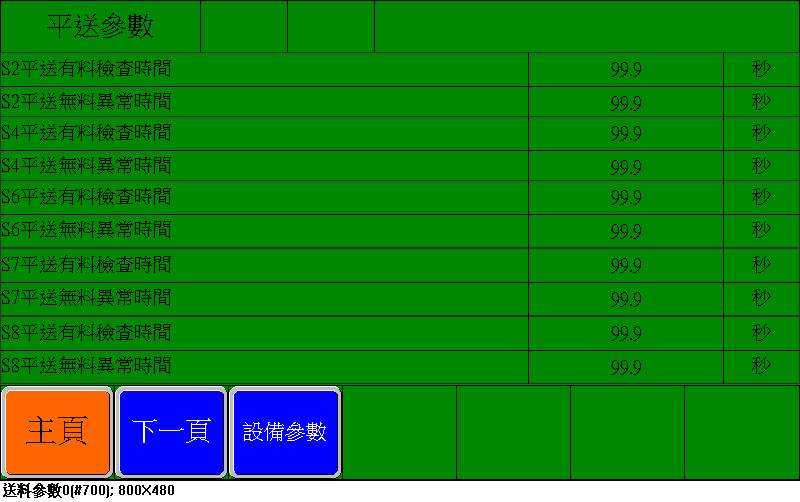 平送參數
S2平送有料檢查時間 99.9 秒
S2平送無料異常時間 99.9 秒
S4平送有料檢查時間 99.9 秒
S4平送無料異常時間 99.9 秒
S6平送有料檢查時間 99.9 秒
S6平送無料異常時間 99.9 秒
S7平送有料檢查時間 99.9 秒
S7平送無料異常時間 99.9 秒
S8平送有料檢查時間 99.9 秒
S8平送無料異常時間 99.9 秒
主頁 下一頁 設備參數
送料參數0(#700); 800X480